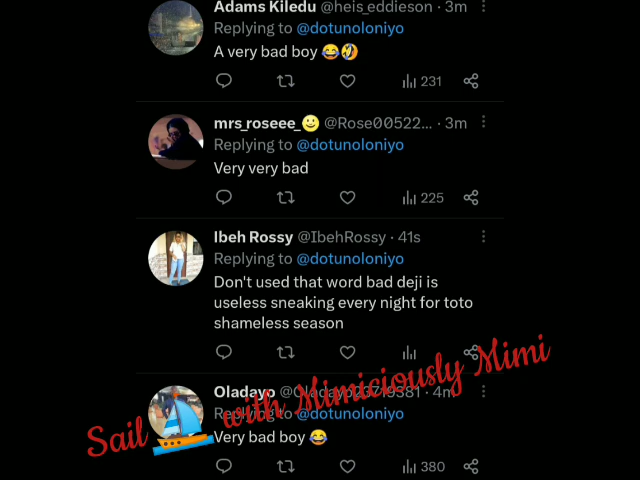 Adams Kiledu @heis_eddieson · 3m
Replying to @dotunoloniyo
A very bad boy 😂🤣
231
mrs_roseee_🙂 @Rose00522... · 3m
Replying to @dotunoloniyo
Very very bad
225
Ibeh Rossy @IbehRossy · 41s
Replying to @dotunoloniyo
Don't used that word bad deji is
useless sneaking every night for toto
shameless season
Sail with Mimiciously Mimi
Oladayo · 4m
Replying to @dotunoloniyo
Very bad boy 😂
380